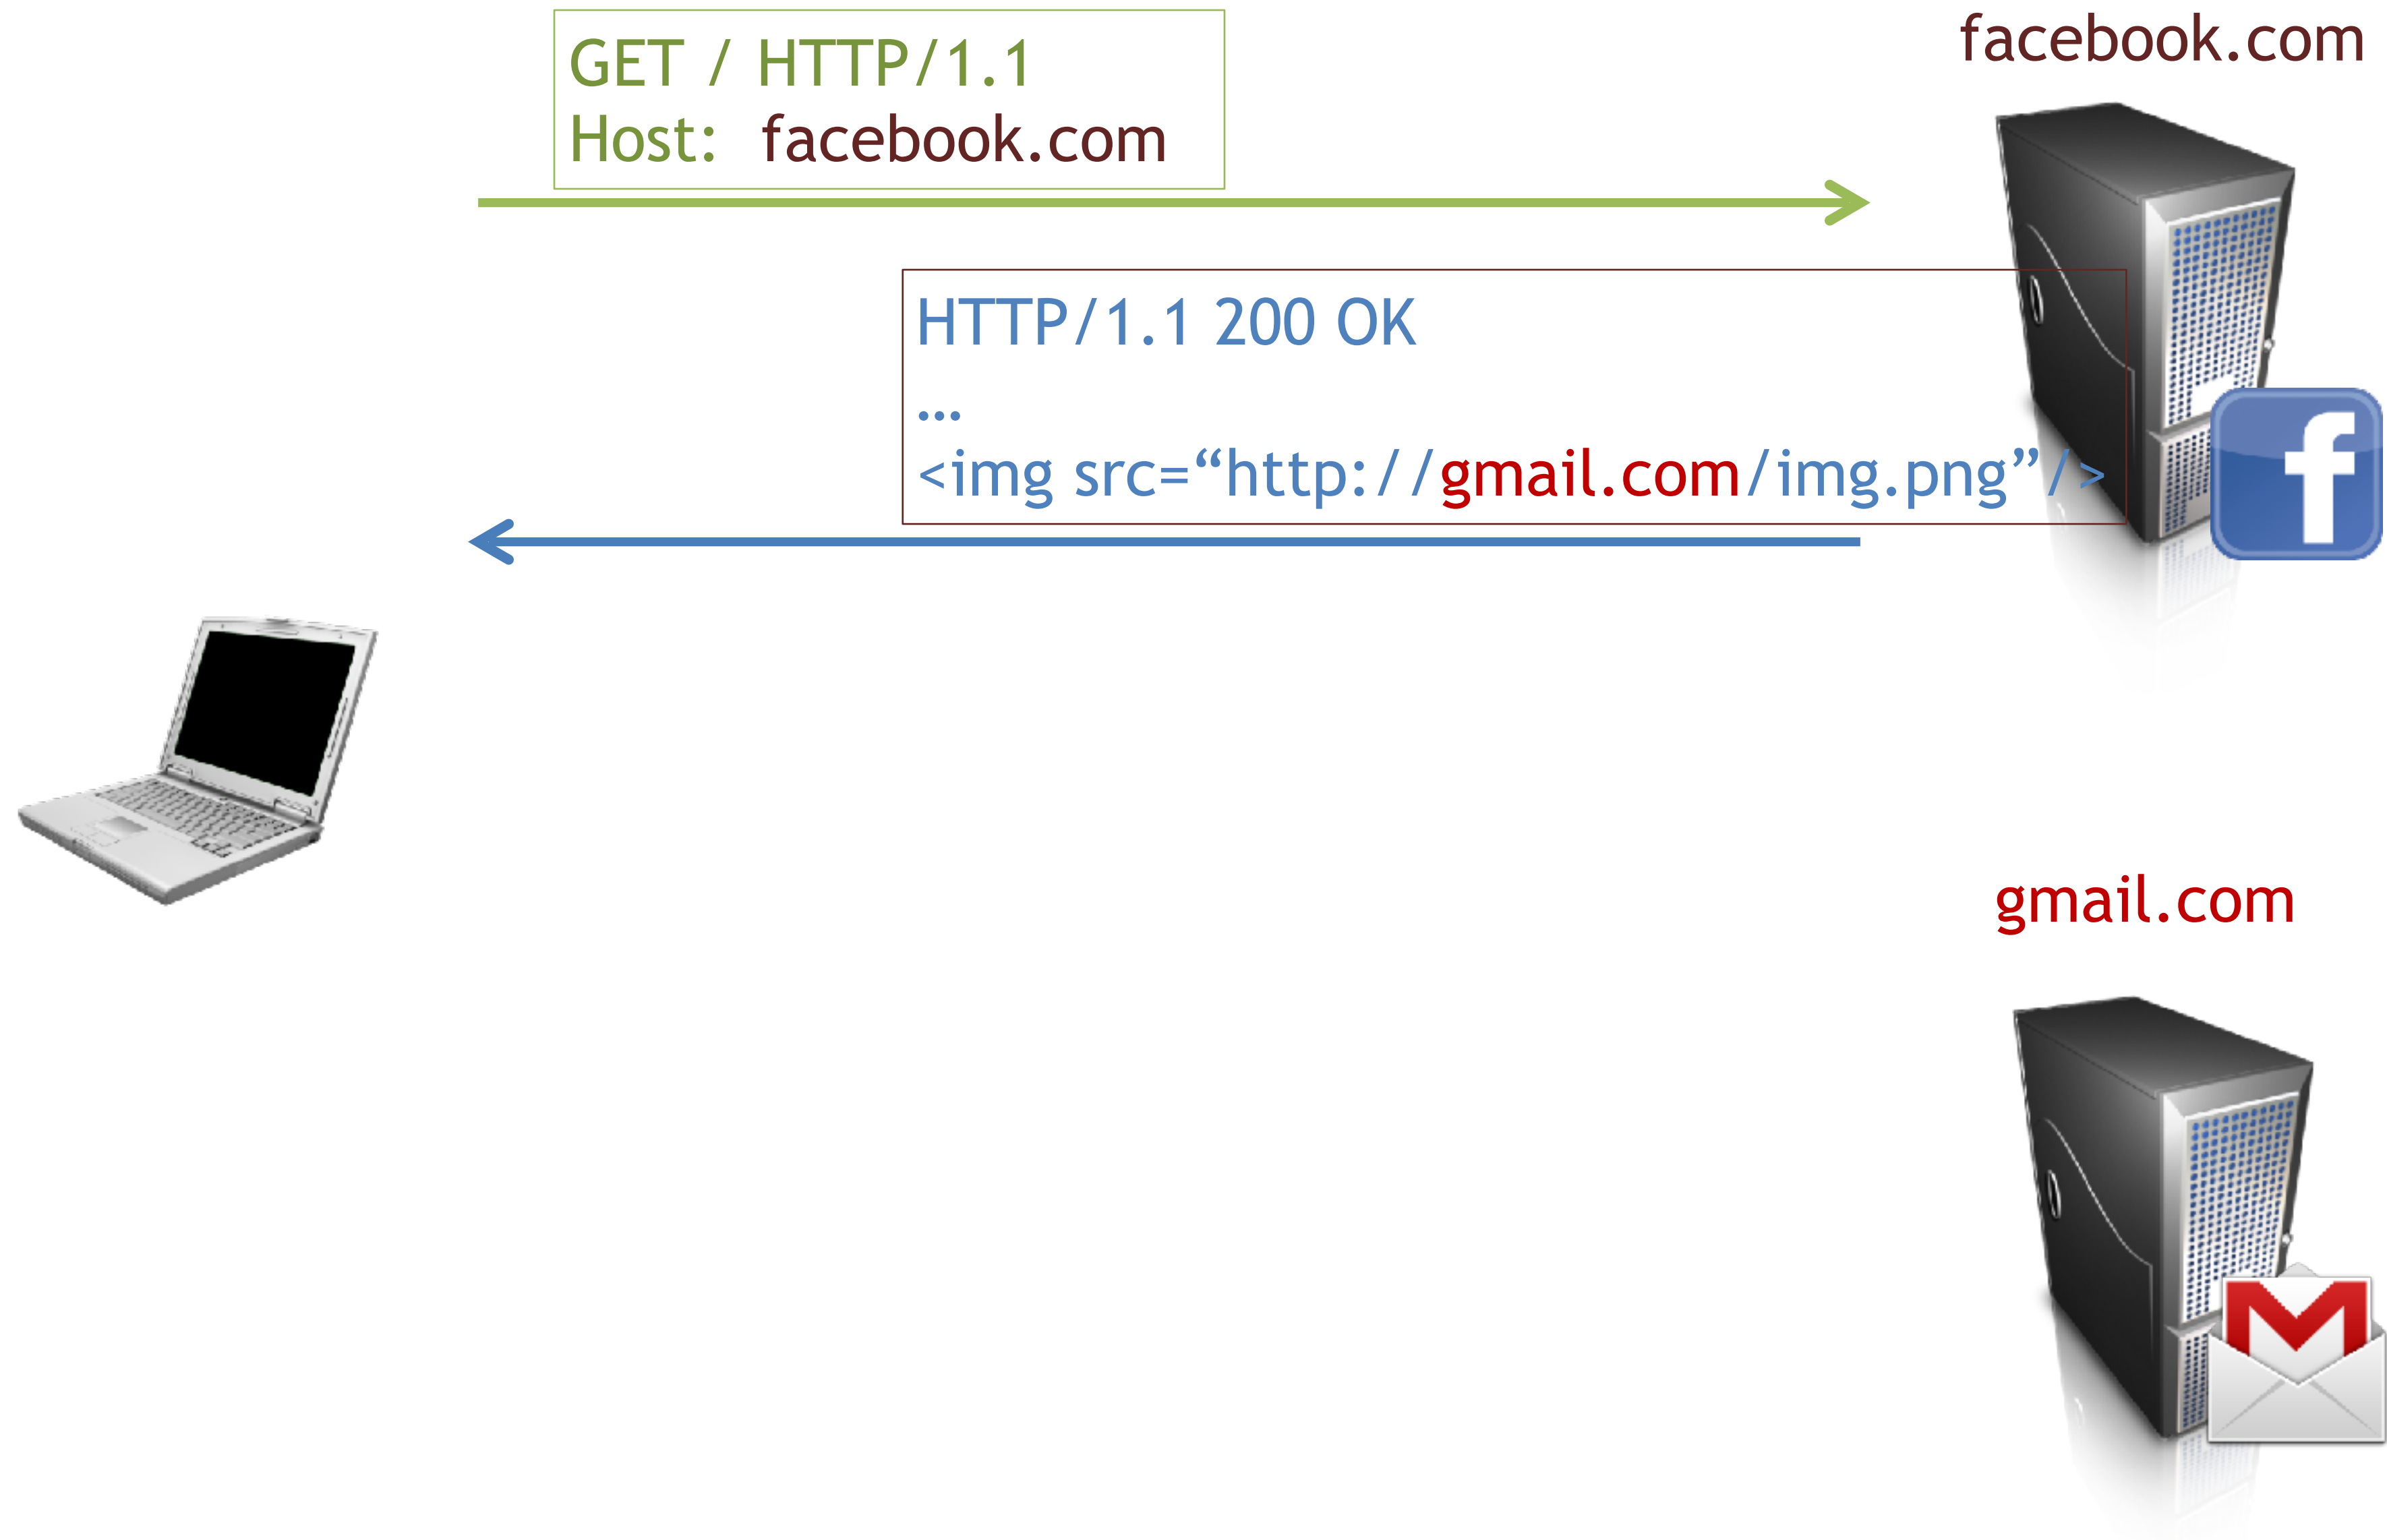 facebook.com
GET / HTTP/1.1
Host: facebook.com
HTTP/1.1 200 OK
…
<img src=“http://gmail.com/img.png”/>
gmail.com